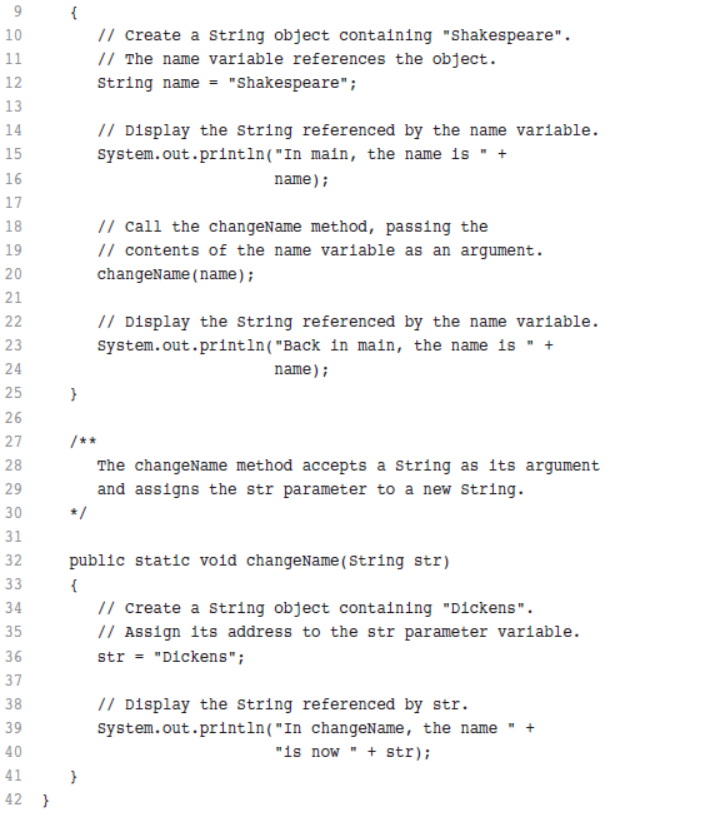 9 {
10 // Create a String object containing "Shakespeare".
11 // The name variable references the object.
12 String name = "Shakespeare";
13
14 // Display the String referenced by the name variable.
15 System.out.println("In main, the name is " +
16 name);
17
18 // Call the changeName method, passing the
19 // contents of the name variable as an argument.
20 changeName(name);
21
22 // Display the String referenced by the name variable.
23 System.out.println("Back in main, the name is " +
24 name);
25 }
26
27 /**
28 The changeName method accepts a String as its argument
29 and assigns the str parameter to a new String.
30 */
31
32 public static void changeName(String str)
33 {
34 // Create a String object containing "Dickens".
35 // Assign its address to the str parameter variable.
36 str = "Dickens";
37
38 // Display the String referenced by str.
39 System.out.println("In changeName, the name " +
40 "is now " + str);
41 }
42 }